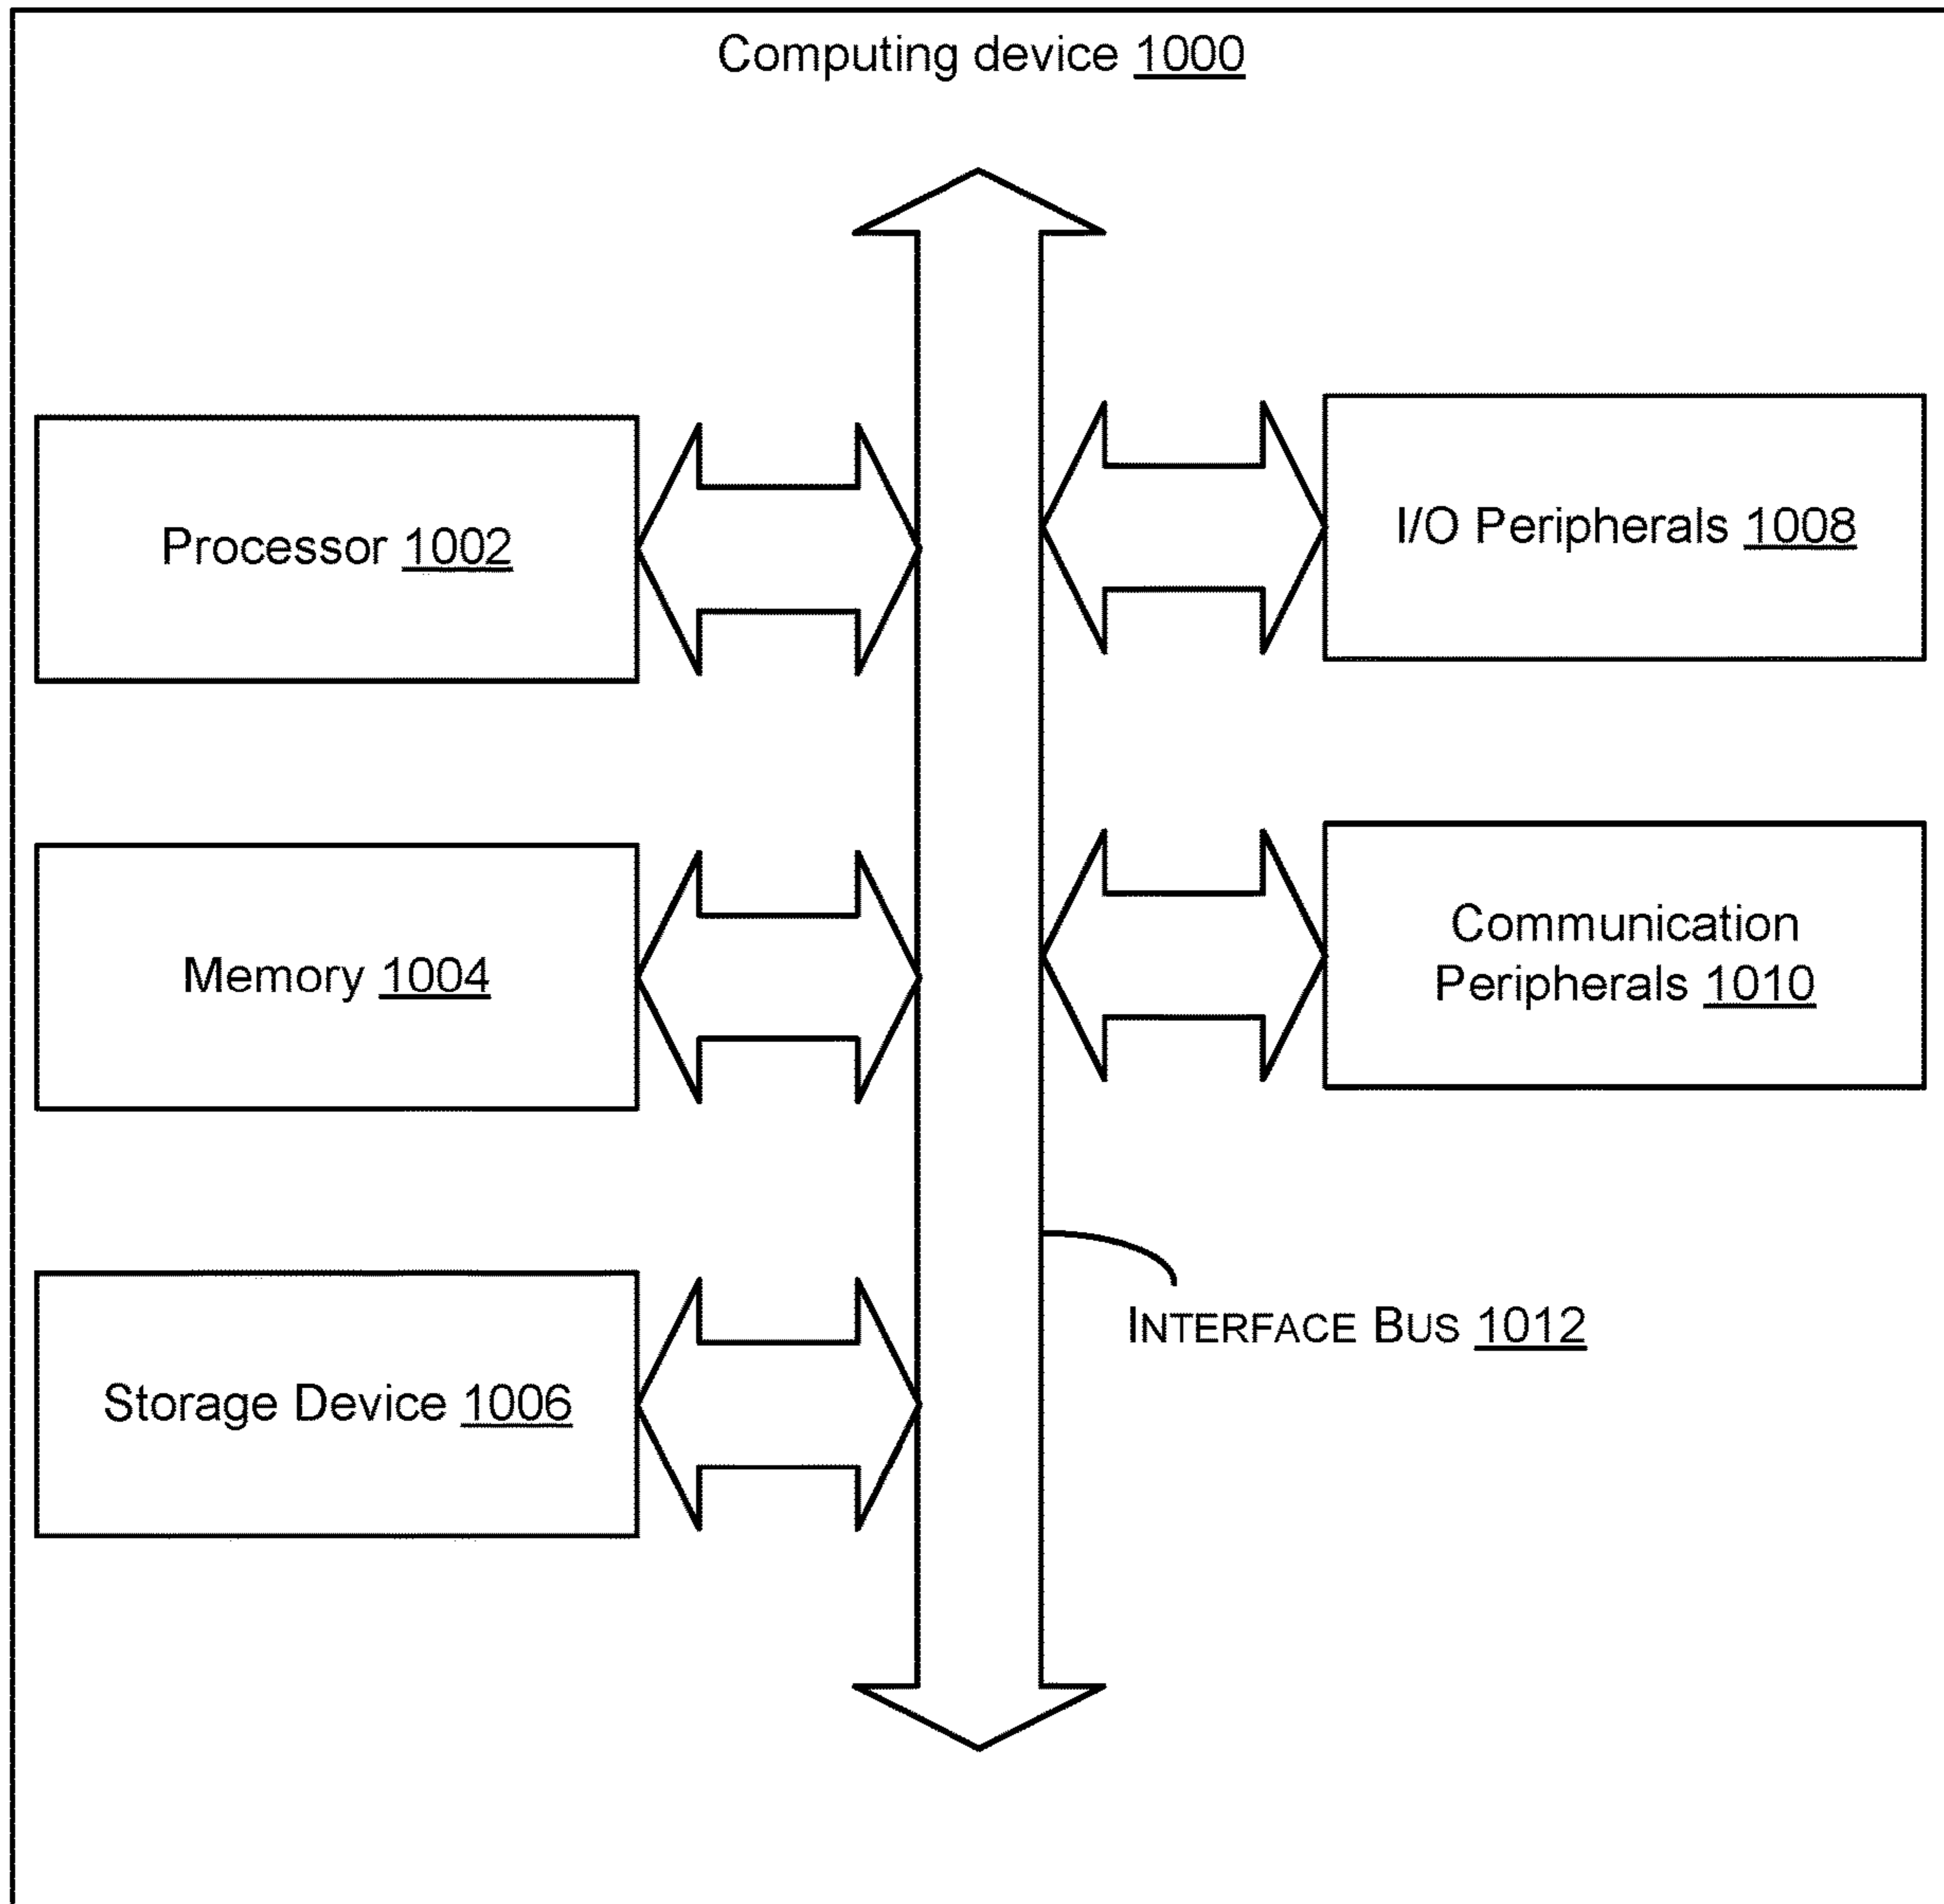 Computing device 1000
Processor 1002
I/O Peripherals 1008
Memory 1004
Communication
Peripherals 1010
INTERFACE BUS 1012
Storage Device 1006